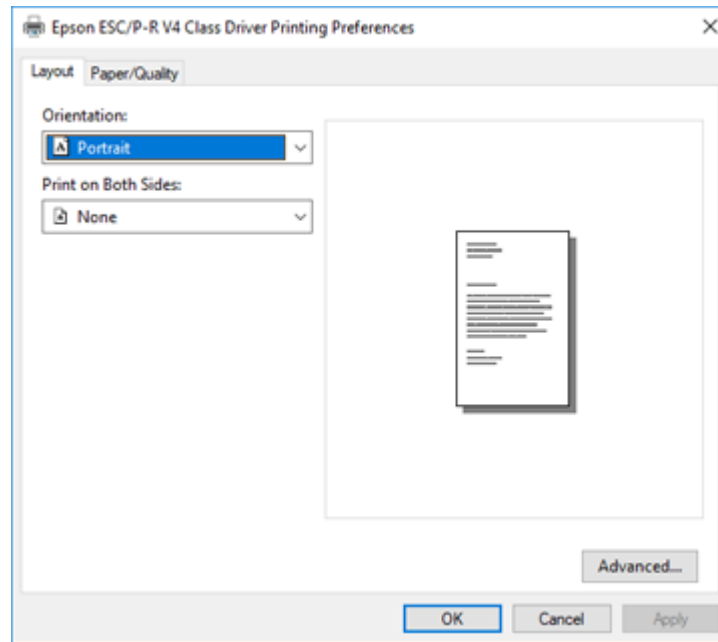 Epson ESC/P-R V4 Class Driver Printing Preferences
Layout
Paper/Quality
Orientation:
Portrait
Print on Both Sides:
None
Advanced...
OK
Cancel
Apply